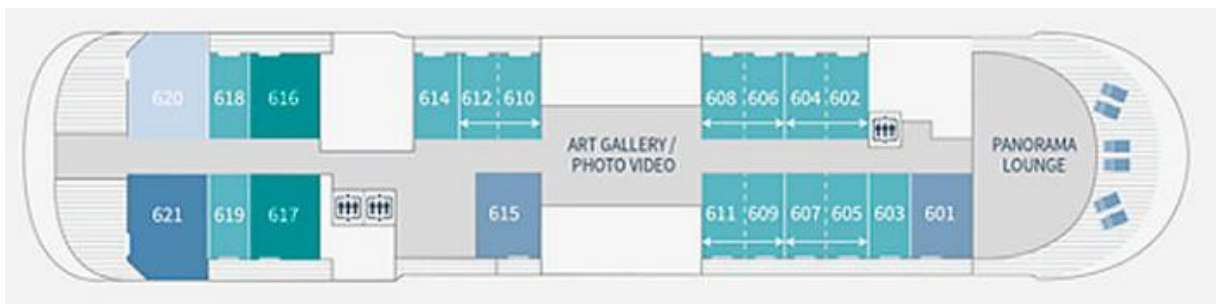 620 618 616 614 612 610 608 606 604 602
ART GALLERY /
PHOTO VIDEO
PANORAMA
LOUNGE
621 619 617 615 611 609 607 605 603 601